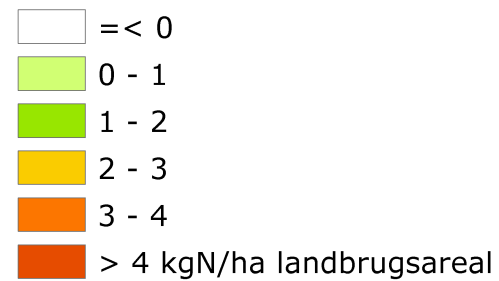 =< 0
0 - 1
1 - 2
2 - 3
3 - 4
> 4 kgN/ha landbrugsareal